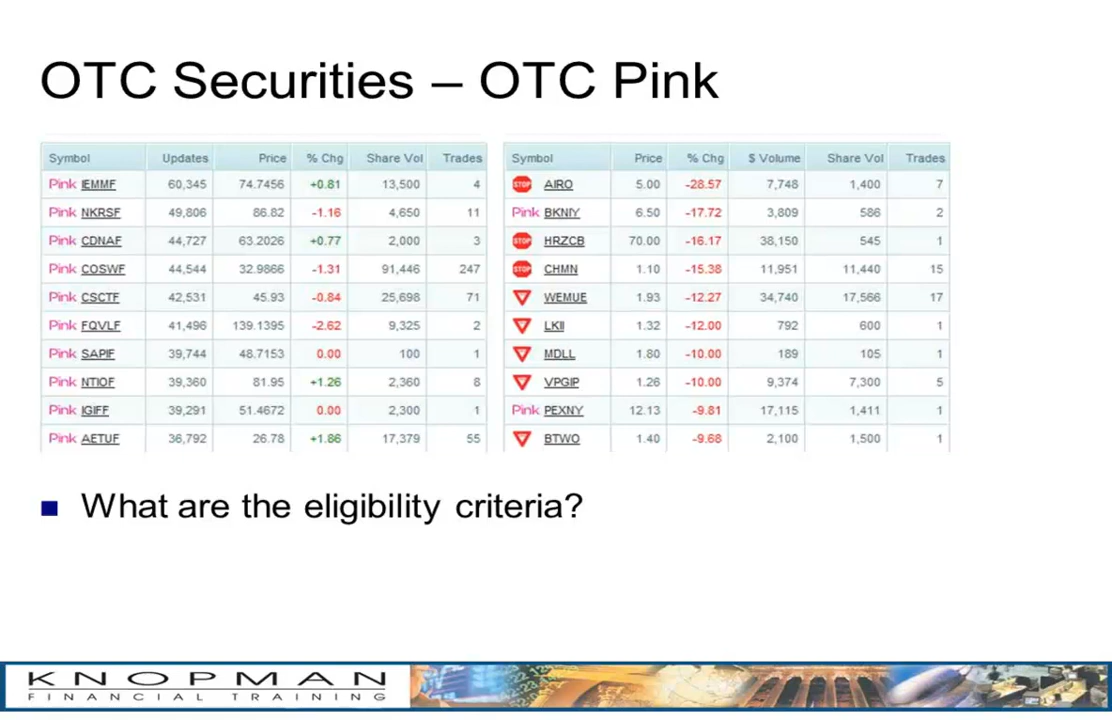 OTC Securities – OTC Pink
Symbol Updates Price % Chg Share Vol Trades
Pink IEMMF 60,345 74.7456 +0.81 13,500 4
Pink NKRSF 49,806 86.82 -1.16 4,650 11
Pink CDNAF 44,727 63.2026 +0.77 2,000 3
Pink COSWF 44,544 32.9866 -1.31 91,446 247
Pink CSCTF 42,531 45.93 -0.84 25,698 71
Pink FQVLF 41,496 139.1395 -2.62 9,325 2
Pink SAPIF 39,744 48.7153 0.00 100 1
Pink NTIOF 39,360 81.95 +1.26 2,360 8
Pink IGIFF 39,291 51.4672 0.00 2,300 1
Pink AETUF 36,792 26.78 +1.86 17,379 55
Symbol Price % Chg $ Volume Share Vol Trades
STOP AIRO 5.00 -28.57 7,748 1,400 7
Pink BKNIY 6.50 -17.72 3,809 586 2
STOP HRZCB 70.00 -16.17 38,150 545 1
STOP CHMN 1.10 -15.38 11,951 11,440 15
WEMUE 1.93 -12.27 34,740 17,566 17
LKII 1.32 -12.00 792 600 1
MDLL 1.80 -10.00 189 105 1
VPGIP 1.26 -10.00 9,374 7,300 5
Pink PEXNY 12.13 -9.81 17,115 1,411 1
BTWO 1.40 -9.68 2,100 1,500 1
What are the eligibility criteria?
KNOPMAN
FINANCIAL TRAINING